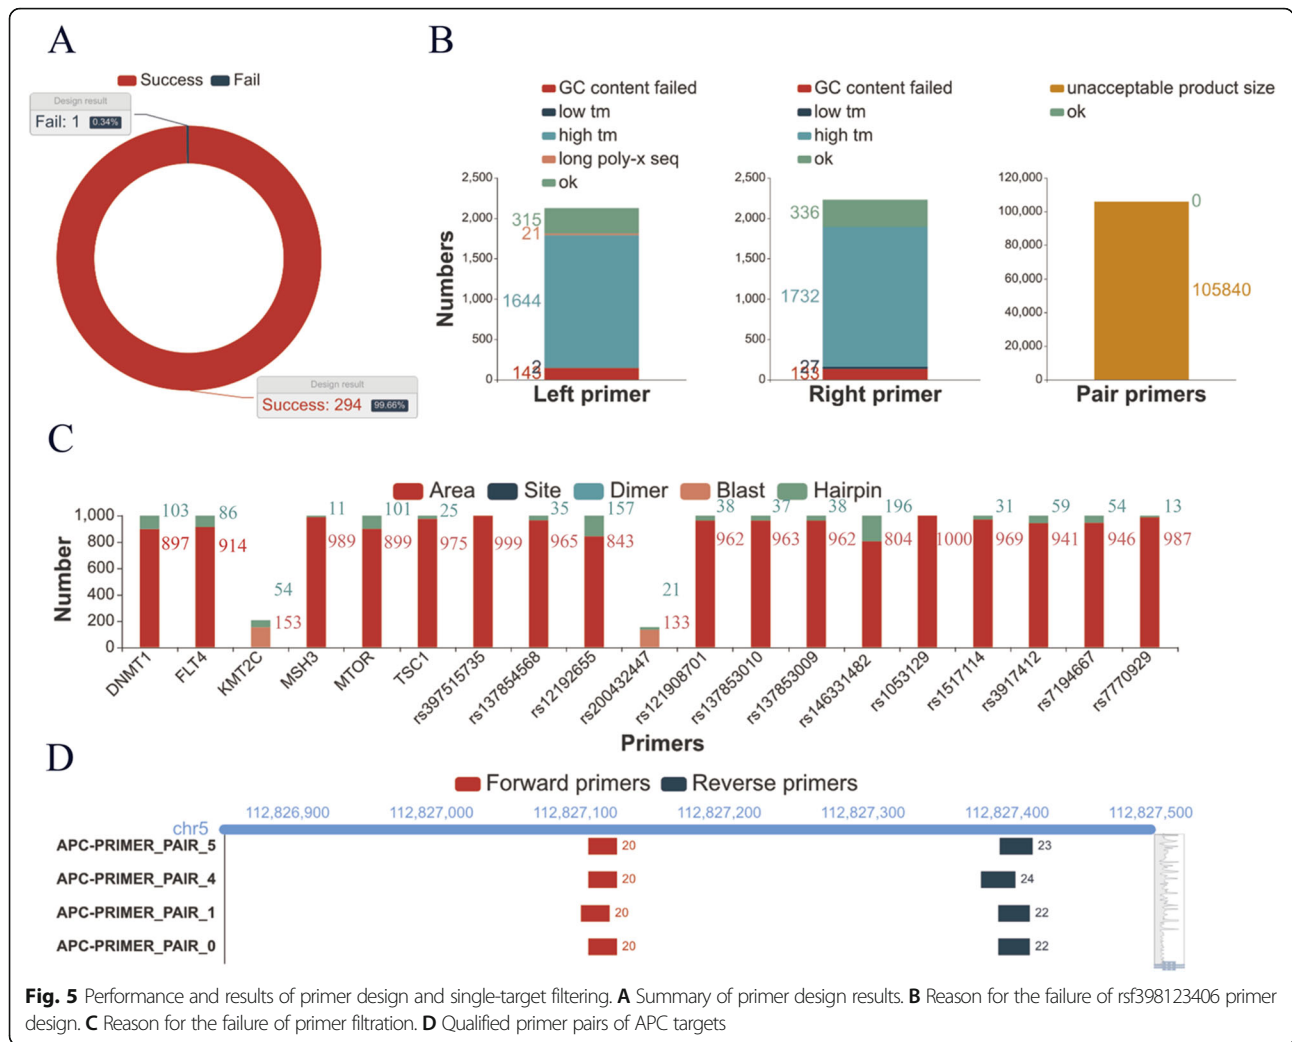 A
Success Fail
Design result
Fail: 1 0.34%
Design result
Success: 294 99.66%
B
GC content failed
low tm
high tm
long poly-x seq
ok
Numbers
2,500
2,000
1,500
1,000
500
0
315
21
1644
2
145
Left primer
GC content failed
low tm
high tm
ok
2,500
2,000
1,500
1,000
500
0
336
1732
27
133
Right primer
unacceptable product size
ok
120,000
100,000
80,000
60,000
40,000
20,000
0
0
105840
Pair primers
C
Area Site Dimer Blast Hairpin
Number
1,000
800
600
400
200
0
103 86 54 11 101 25 35 157 21 38 37 38 196 31 59 54 13
897 914 153 989 899 975 999 965 843 133 962 963 962 804 1000 969 941 946 987
DNMT1 FLT4 KMT2C MSH3 MTOR TSC1 rs397515735 rs137854568 rs12192655 rs200432447 rs121908701 rs137853010 rs137853009 rs146331482 rs1053129 rs1517114 rs3917412 rs7194667 rs7770929
Primers
D
Forward primers Reverse primers
112,826,900 112,827,000 112,827,100 112,827,200 112,827,300 112,827,400 112,827,500
chr5
APC-PRIMER_PAIR_5 20 23
APC-PRIMER_PAIR_4 20 24
APC-PRIMER_PAIR_1 20 22
APC-PRIMER_PAIR_0 20 22
Fig. 5 Performance and results of primer design and single-target filtering. A Summary of primer design results. B Reason for the failure of rsf398123406 primer
design. C Reason for the failure of primer filtration. D Qualified primer pairs of APC targets